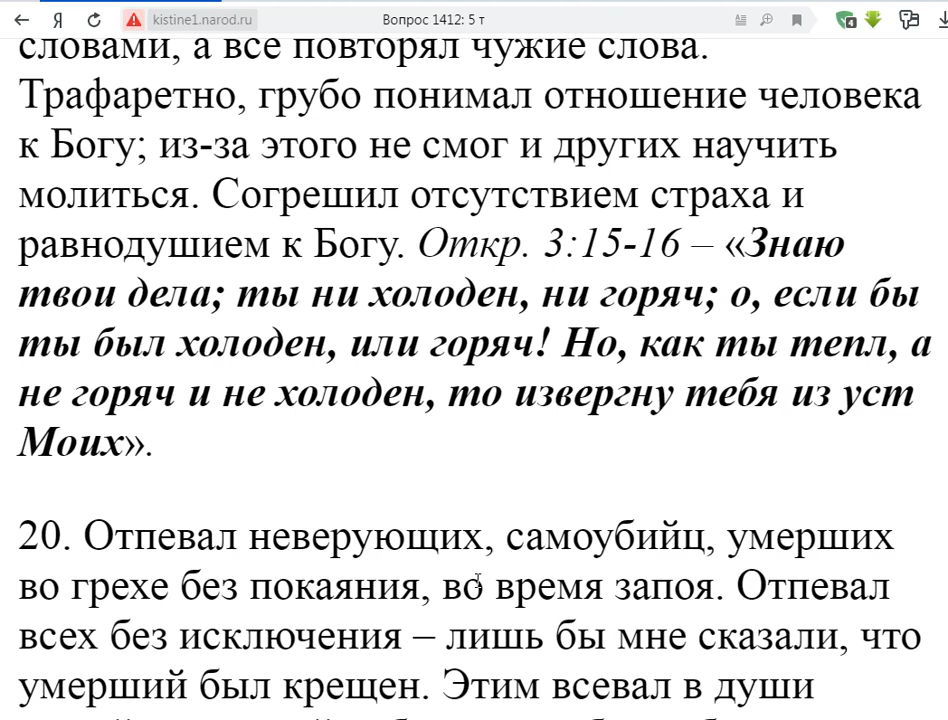 Я
kistine1.narod.ru
Вопрос 1412: 5 т
4
словами, а все повторял чужие слова.
Трафаретно, грубо понимал отношение человека
к Богу; из-за этого не смог и других научить
молиться. Согрешил отсутствием страха и
равнодушием к Богу. Откр. 3:15-16 – «Знаю
твои дела; ты ни холоден, ни горяч; о, если бы
ты был холоден, или горяч! Но, как ты тепл, а
не горяч и не холоден, то извергну тебя из уст
Моих».
20. Отпевал неверующих, самоубийц, умерших
во грехе без покаяния, во время запоя. Отпевал
всех без исключения – лишь бы мне сказали, что
умерший был крещен. Этим всевал в души